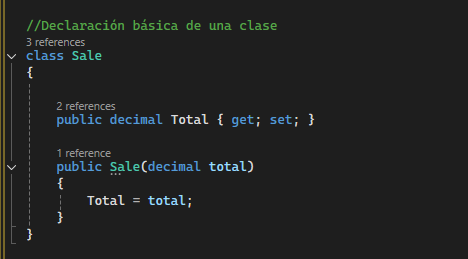 //Declaración básica de una clase
3 references
class Sale
{
2 references
public decimal Total { get; set; }
1 reference
public Sale(decimal total)
{
Total = total;
}
}